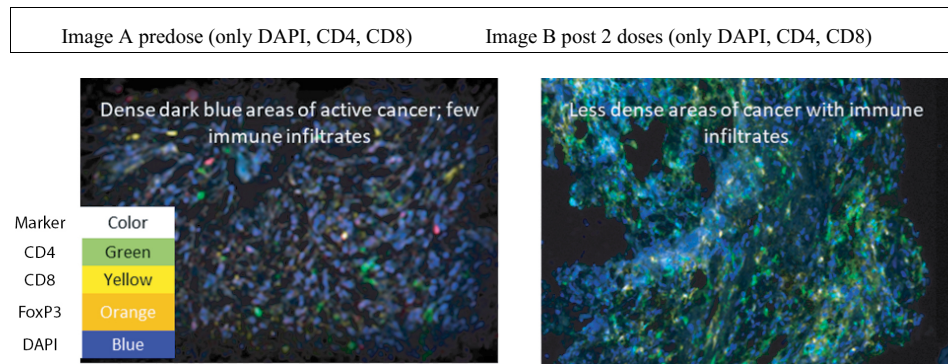 Image A predose (only DAPI, CD4, CD8)
Image B post 2 doses (only DAPI, CD4, CD8)
Dense dark blue areas of active cancer; few
immune infiltrates
Less dense areas of cancer with immune
infiltrates
Marker Color
CD4 Green
CD8 Yellow
FoxP3 Orange
DAPI Blue